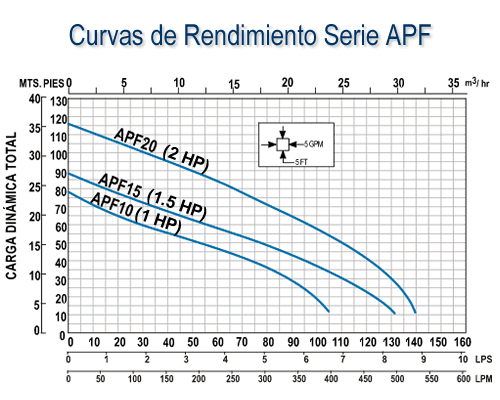 Curvas de Rendimiento Serie APF
MTS. PIES 0 5 10 15 20 25 30 35 m³/ hr
40 130
120
35 110
100
30 90
25 80
70
20 60
15 50
40
10 30
5 20
10
0 0
CARGA DINÁMICA TOTAL
APF20 (2 HP)
APF15 (1.5 HP)
APF10 (1 HP)
5 GPM
5 FT
0 10 20 30 40 50 60 70 80 90 100 110 120 130 140 150 160
0 1 2 3 4 5 6 7 8 9 10 LPS
0 50 100 150 200 250 300 350 400 450 500 550 600 LPM